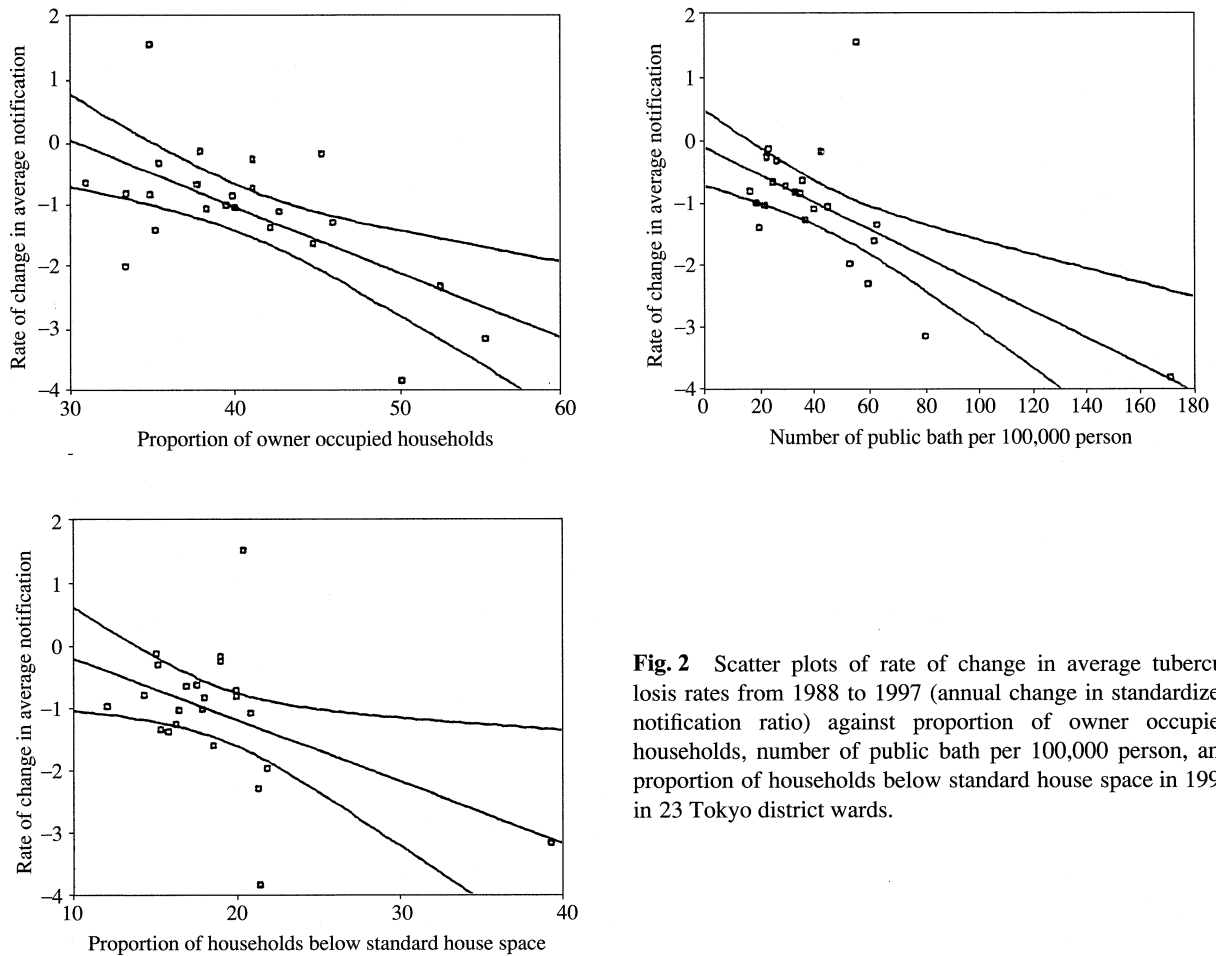 Rate of change in average notification
2
1
0
−1
−2
−3
−4
30 40 50 60
Proportion of owner occupied households
Rate of change in average notification
2
1
0
−1
−2
−3
−4
0 20 40 60 80 100 120 140 160 180
Number of public bath per 100,000 person
Rate of change in average notification
2
1
0
−1
−2
−3
−4
10 20 30 40
Proportion of households below standard house space
Fig. 2 Scatter plots of rate of change in average tubercu
losis rates from 1988 to 1997 (annual change in standardize
notification ratio) against proportion of owner occupie
households, number of public bath per 100,000 person, an
proportion of households below standard house space in 199
in 23 Tokyo district wards.